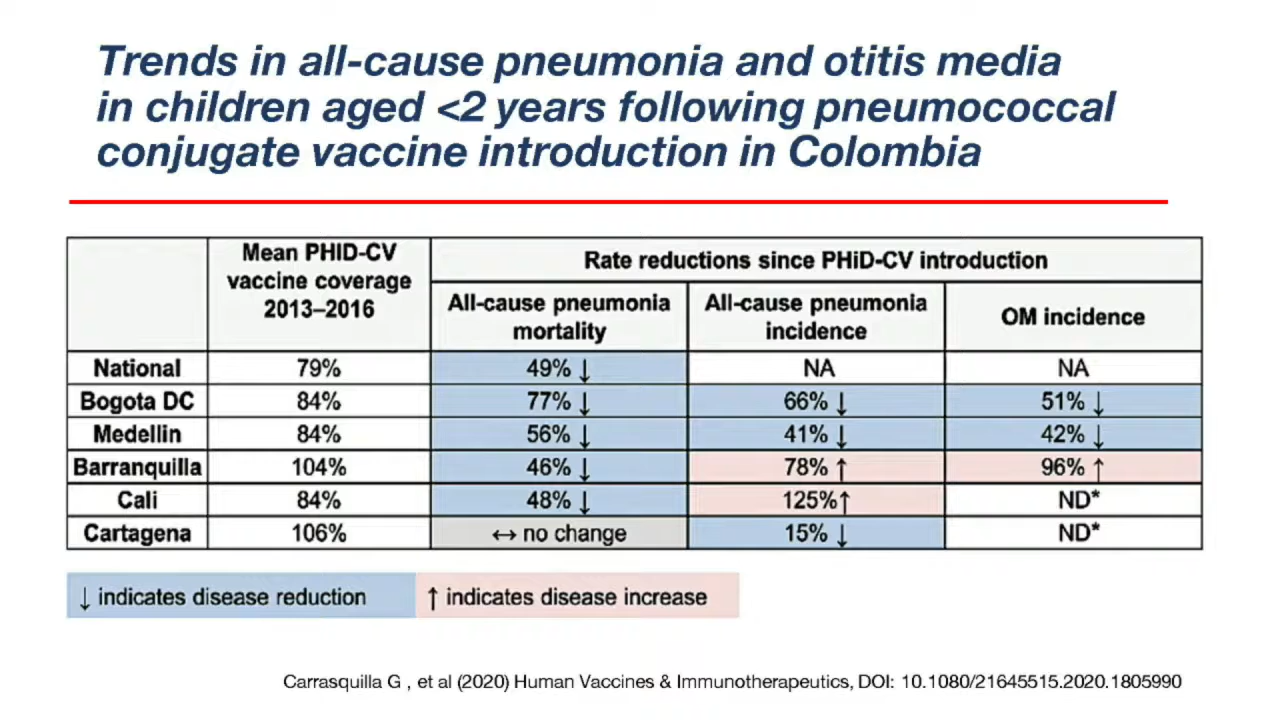 Trends in all-cause pneumonia and otitis media
in children aged <2 years following pneumococcal
conjugate vaccine introduction in Colombia
Mean PHID-CV
vaccine coverage
2013–2016
Rate reductions since PHiD-CV introduction
All-cause pneumonia
mortality
All-cause pneumonia
incidence
OM incidence
National 79% 49% ↓ NA NA
Bogota DC 84% 77% ↓ 66% ↓ 51% ↓
Medellin 84% 56% ↓ 41% ↓ 42% ↓
Barranquilla 104% 46% ↓ 78% ↑ 96% ↑
Cali 84% 48% ↓ 125%↑ ND*
Cartagena 106% ↔ no change 15% ↓ ND*
↓ indicates disease reduction ↑ indicates disease increase
Carrasquilla G , et al (2020) Human Vaccines & Immunotherapeutics, DOI: 10.1080/21645515.2020.1805990